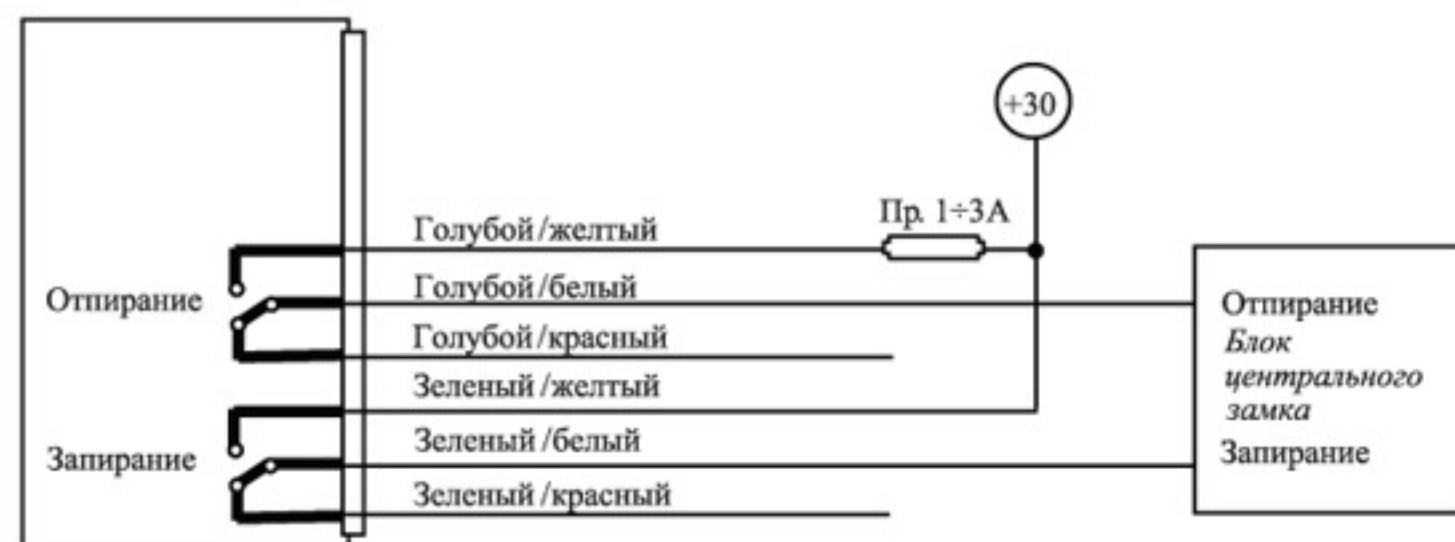 +30
Пр. 1÷3А
Голубой/желтый
Голубой/белый
Голубой/красный
Зеленый/желтый
Зеленый/белый
Зеленый/красный
Отпирание
Запирание
Отпирание
Блок
центрального
замка
Запирание